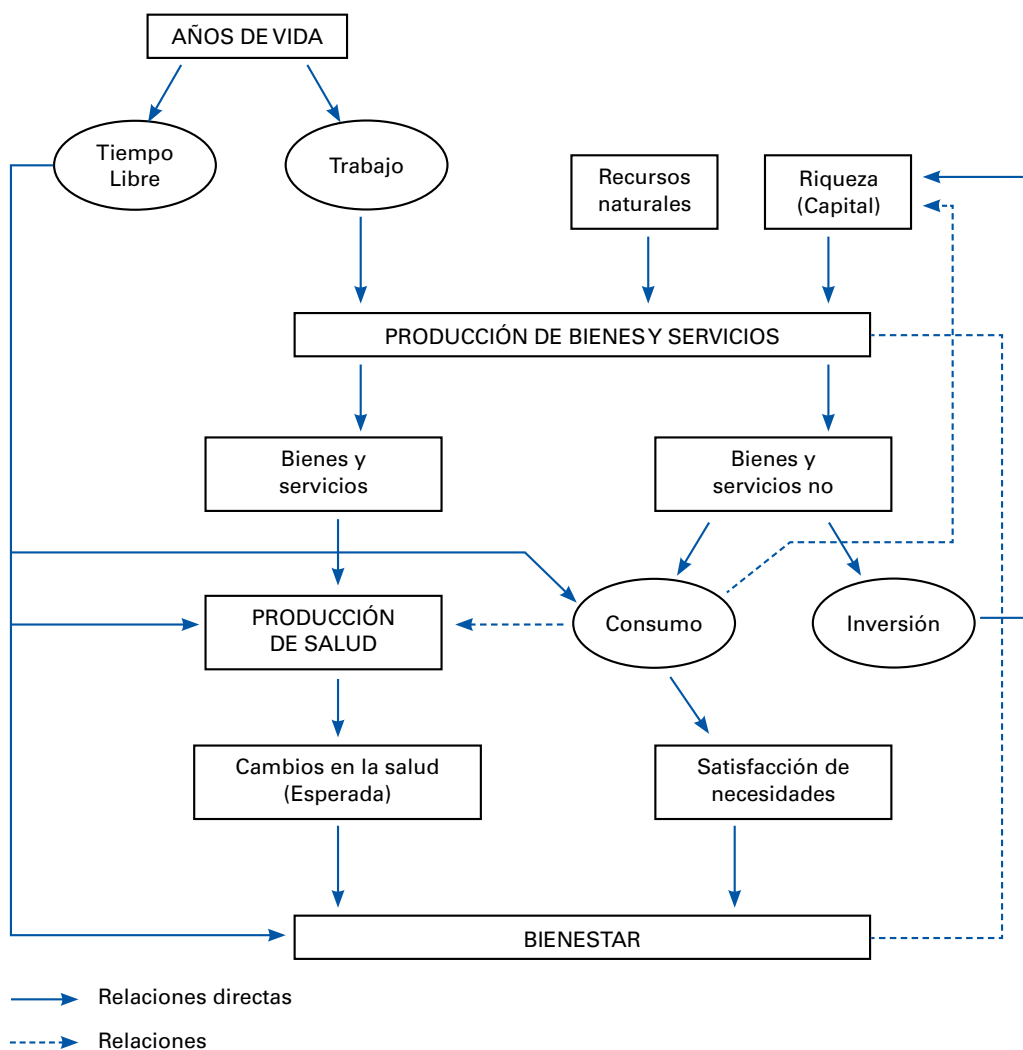 AÑOS DE VIDA
Tiempo
Libre
Trabajo
Recursos
naturales
Riqueza
(Capital)
PRODUCCIÓN DE BIENES Y SERVICIOS
Bienes y
servicios
Bienes y
servicios no
PRODUCCIÓN
DE SALUD
Consumo
Inversión
Cambios en la salud
(Esperada)
Satisfacción de
necesidades
BIENESTAR
Relaciones directas
Relaciones